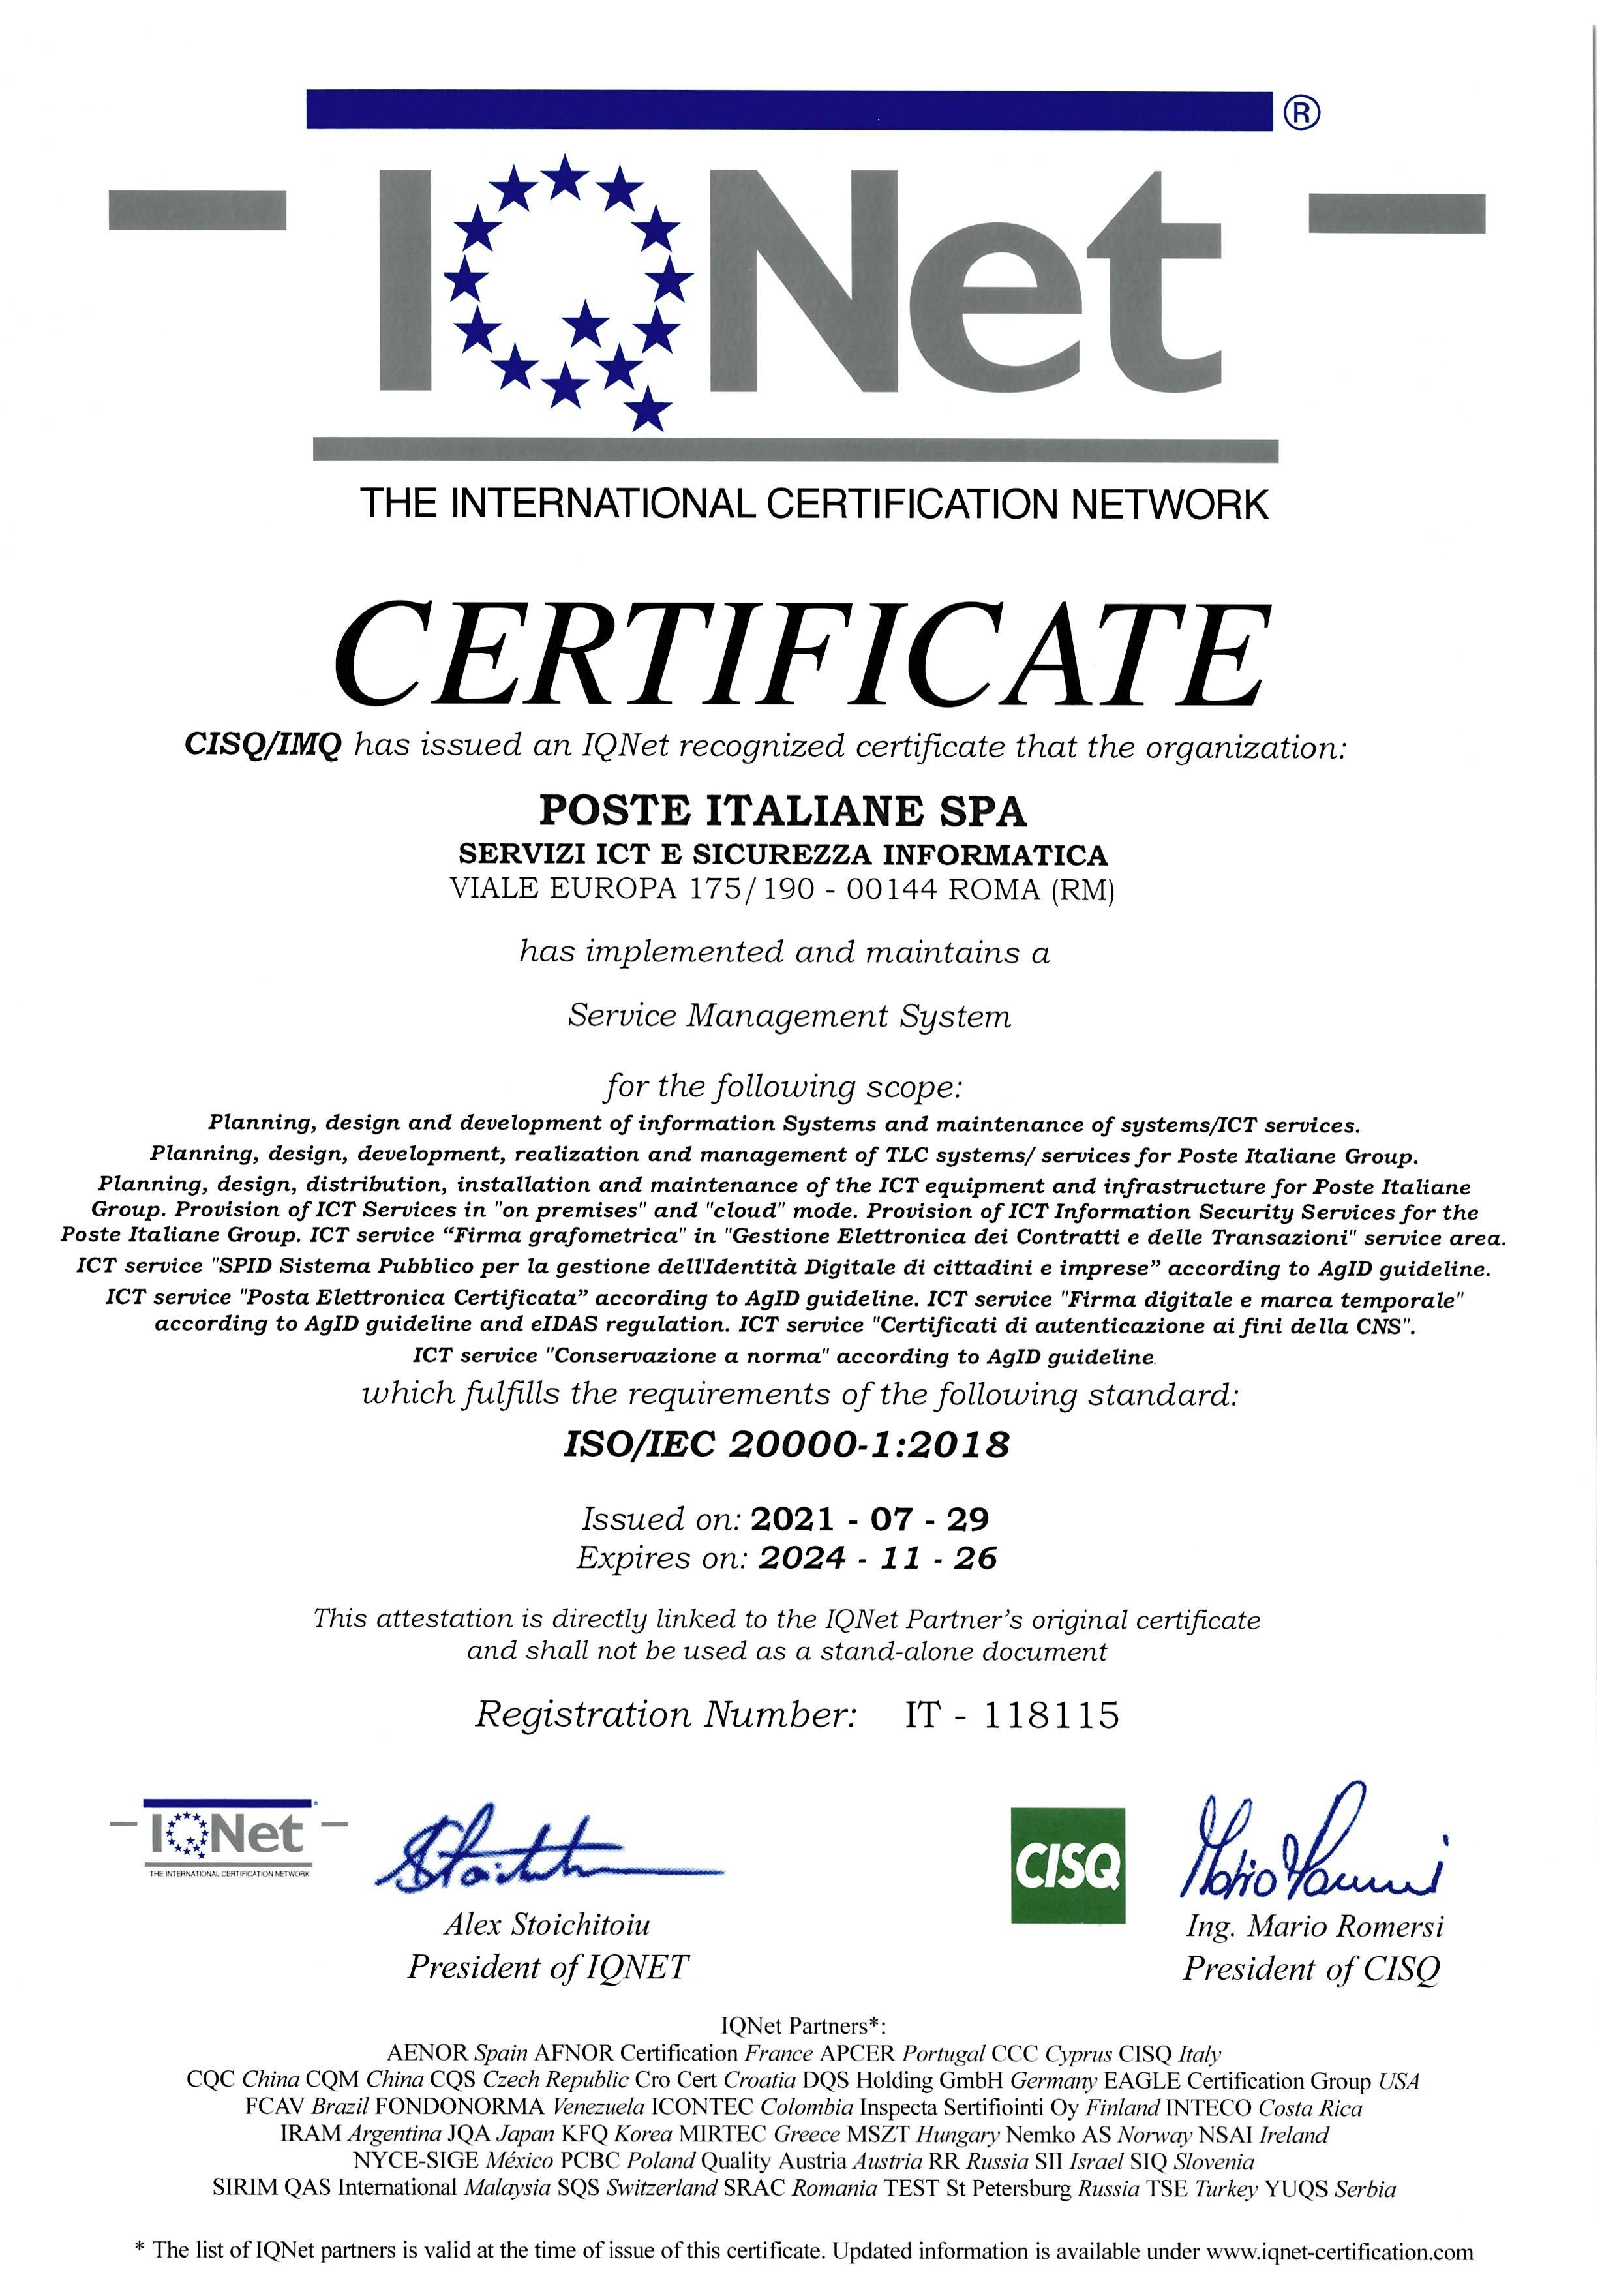 ®
IQNet
THE INTERNATIONAL CERTIFICATION NETWORK
CERTIFICATE
CISQ/IMQ has issued an IQNet recognized certificate that the organization:
POSTE ITALIANE SPA
SERVIZI ICT E SICUREZZA INFORMATICA
VIALE EUROPA 175/190 - 00144 ROMA (RM)
has implemented and maintains a
Service Management System
for the following scope:
Planning, design and development of information Systems and maintenance of systems/ICT services.
Planning, design, development, realization and management of TLC systems/ services for Poste Italiane Group.
Planning, design, distribution, installation and maintenance of the ICT equipment and infrastructure for Poste Italiane
Group. Provision of ICT Services in "on premises" and "cloud" mode. Provision of ICT Information Security Services for the
Poste Italiane Group. ICT service “Firma grafometrica" in "Gestione Elettronica dei Contratti e delle Transazioni" service area.
ICT service "SPID Sistema Pubblico per la gestione dell'Identità Digitale di cittadini e imprese” according to AgID guideline.
ICT service "Posta Elettronica Certificata” according to AgID guideline. ICT service "Firma digitale e marca temporale"
according to AgID guideline and eIDAS regulation. ICT service "Certificati di autenticazione ai fini della CNS".
ICT service "Conservazione a norma" according to AgID guideline.
which fulfills the requirements of the following standard:
ISO/IEC 20000-1:2018
Issued on: 2021 - 07 - 29
Expires on: 2024 - 11 - 26
This attestation is directly linked to the IQNet Partner’s original certificate
and shall not be used as a stand-alone document
Registration Number: IT - 118115
IQNet
THE INTERNATIONAL CERTIFICATION NETWORK
Alex Stoichitoiu
President of IQNET
CISQ
Ing. Mario Romersi
President of CISQ
IQNet Partners*:
AENOR Spain AFNOR Certification France APCER Portugal CCC Cyprus CISQ Italy
CQC China CQM China CQS Czech Republic Cro Cert Croatia DQS Holding GmbH Germany EAGLE Certification Group USA
FCAV Brazil FONDONORMA Venezuela ICONTEC Colombia Inspecta Sertifiointi Oy Finland INTECO Costa Rica
IRAM Argentina JQA Japan KFQ Korea MIRTEC Greece MSZT Hungary Nemko AS Norway NSAI Ireland
NYCE-SIGE México PCBC Poland Quality Austria Austria RR Russia SII Israel SIQ Slovenia
SIRIM QAS International Malaysia SQS Switzerland SRAC Romania TEST St Petersburg Russia TSE Turkey YUQS Serbia
* The list of IQNet partners is valid at the time of issue of this certificate. Updated information is available under www.iqnet-certification.com